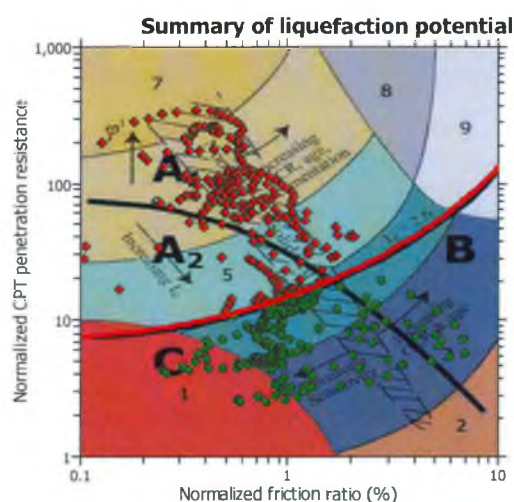 Summary of liquefaction potential
1,000
7
8
9
A
Increasing
100
A2
B
Increasing
5
Normalized CPT penetration resistance
10
C
1
2
1
0.1
1
10
Normalized friction ratio (%)